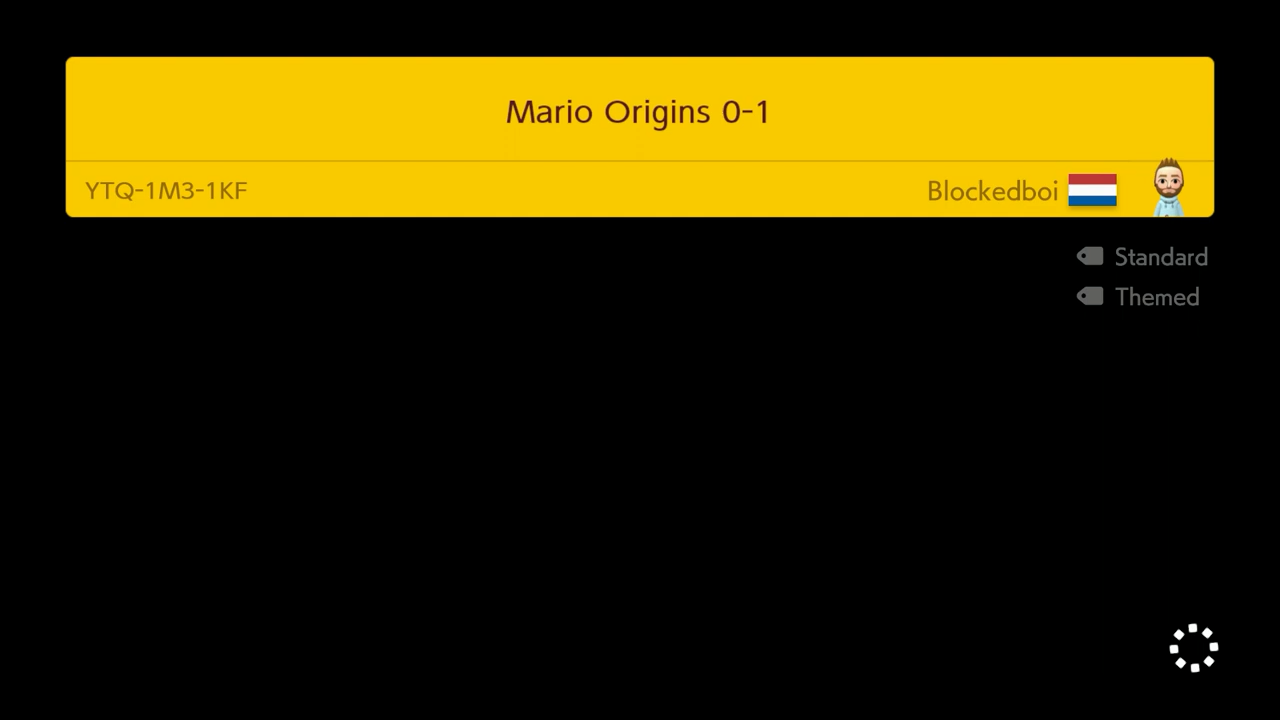 Mario Origins 0-1
YTQ-1M3-1KF
Blockedboi
Standard
Themed